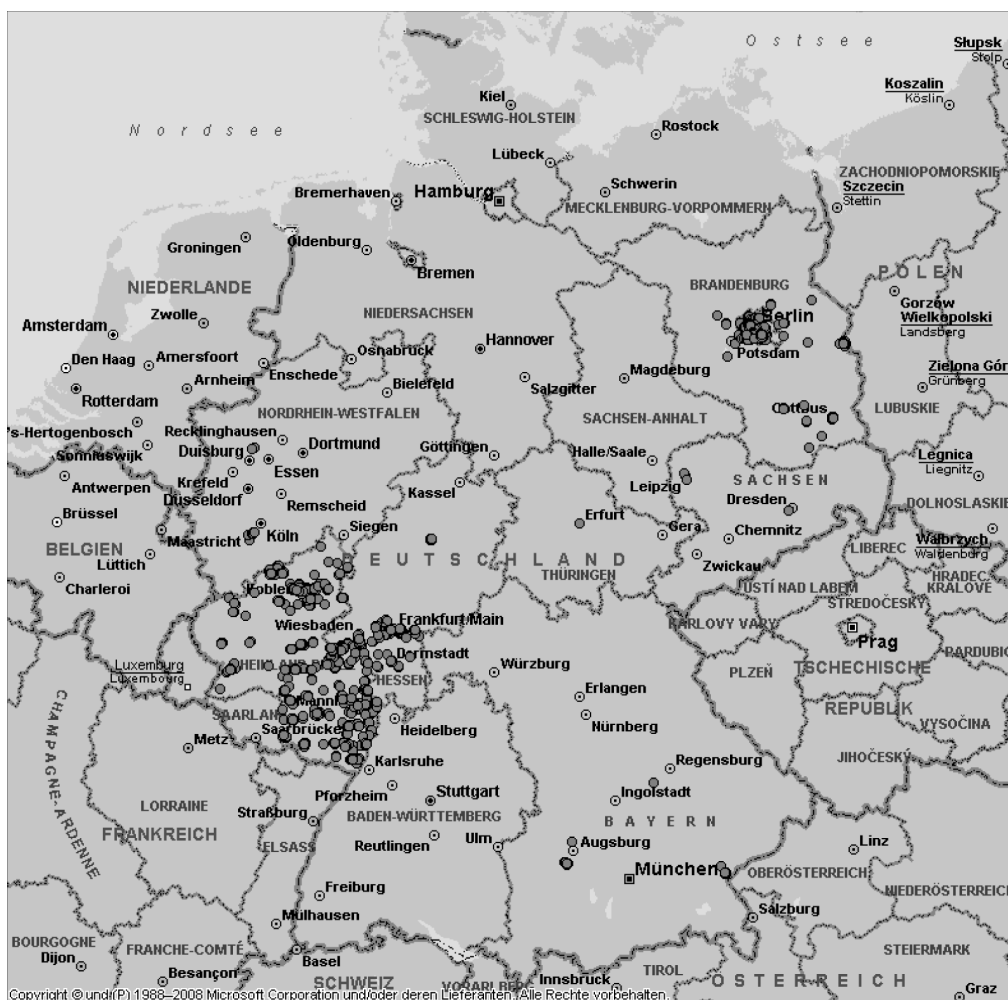 Ostsee
Słupsk
Stolp
Koszalin
Köslin
Kiel
SCHLESWIG-HOLSTEIN
Nordsee
Rostock
Lübeck
ZACHODNIOPOMORSKIE
Schwerin
Szczecin
Stettin
Bremerhaven
Hamburg
MECKLENBURG-VORPOMMERN
Groningen
Oldenburg
Bremen
POLEN
BRANDENBURG
NIEDERLANDE
Gorzów
Wielkopolski
Landsberg
Zwolle
NIEDERSACHSEN
Berlin
Amsterdam
Hannover
Potsdam
Den Haag
Amersfoort
Osnabrück
Enschede
Magdeburg
Zielona Gór
Grünberg
Arnheim
Bielefeld
Salzgitter
Rotterdam
LUBUSKIE
NORDRHEIN-WESTFALEN
Cottbus
SACHSEN-ANHALT
's-Hertogenbosch
Recklinghausen
Dortmund
Göttingen
Duisburg
Halle/Saale
Legnica
Liegnitz
Essen
Antwerpen
Krefeld
Kassel
Leipzig
SACHSEN
Düsseldorf
Dresden
DOLNOSLASKIE
Remscheid
Brüssel
Erfurt
Siegen
Köln
Gera
Chemnitz
Maastricht
Wałbrzych
Waldenburg
BELGIEN
LIBEREC
Lüttich
DEUTSCHLAND
Zwickau
THÜRINGEN
HRADEC
KRÁLOVÉ
Charleroi
ÚSTÍ NAD LABEM
STŘEDOČESKÝ
Wiesbaden
Frankfurt/Main
KARLOVY VARY
Prag
Darmstadt
PARDUBIC
Luxemburg
Luxembourg
Würzburg
PLZEŇ
TSCHECHISCHE
HESSEN
Erlangen
REPUBLIK
SAARLAN
Nürnberg
VYSOČINA
Heidelberg
Saarbrücke
Metz
JIHOČESKÝ
Karlsruhe
Regensburg
CHAMPAGNE-ARDENNE
Pforzheim
Stuttgart
Ingolstadt
LORRAINE
Straßburg
BADEN-WÜRTTEMBERG
BAYERN
FRANKREICH
Reutlingen
Ulm
Augsburg
Linz
ELSASS
München
OBERÖSTERREICH
Freiburg
NIEDERÖSTERREICH
Mülhausen
Salzburg
BOURGOGNE
Dijon
FRANCHE-COMTÉ
Basel
STEIERMARK
Besançon
SCHWEIZ
VORARLBERG
Innsbruck
TIROL
ÖSTERREICH
Graz
Copyright © und (P) 1988–2008 Microsoft Corporation und/oder deren Lieferanten. Alle Rechte vorbehalten.